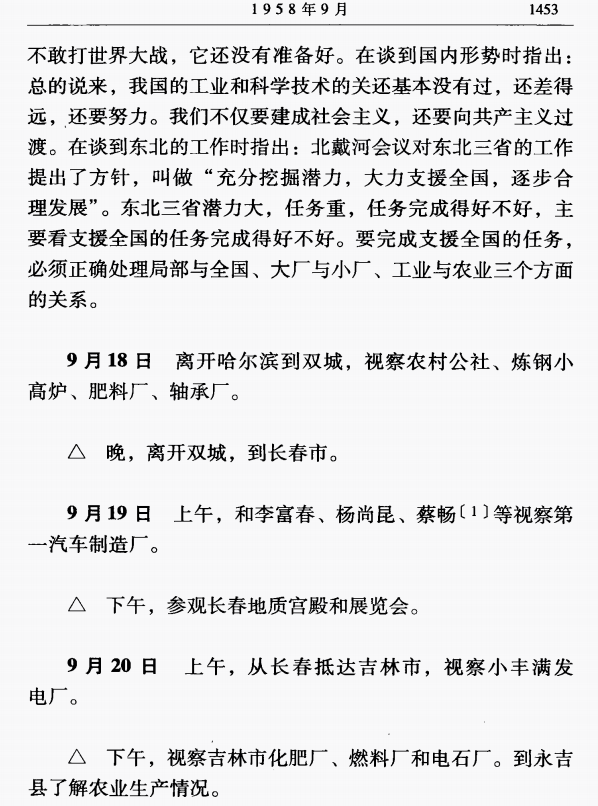 1958年9月 1453
不敢打世界大战，它还没有准备好。在谈到国内形势时指出：
总的说来，我国的工业和科学技术的关还基本没有过，还差得
远，还要努力。我们不仅要建成社会主义，还要向共产主义过
渡。在谈到东北的工作时指出：北戴河会议对东北三省的工作
提出了方针，叫做“充分挖掘潜力，大力支援全国，逐步合
理发展”。东北三省潜力大，任务重，任务完成得好不好，主
要看支援全国的任务完成得好不好。要完成支援全国的任务，
必须正确处理局部与全国、大厂与小厂、工业与农业三个方面
的关系。
9月18日 离开哈尔滨到双城，视察农村公社、炼钢小
高炉、肥料厂、轴承厂。
△ 晚，离开双城，到长春市。
9月19日 上午，和李富春、杨尚昆、蔡畅〔1〕等视察第
一汽车制造厂。
△ 下午，参观长春地质宫殿和展览会。
9月20日 上午，从长春抵达吉林市，视察小丰满发
电厂。
△ 下午，视察吉林市化肥厂、燃料厂和电石厂。到永吉
县了解农业生产情况。